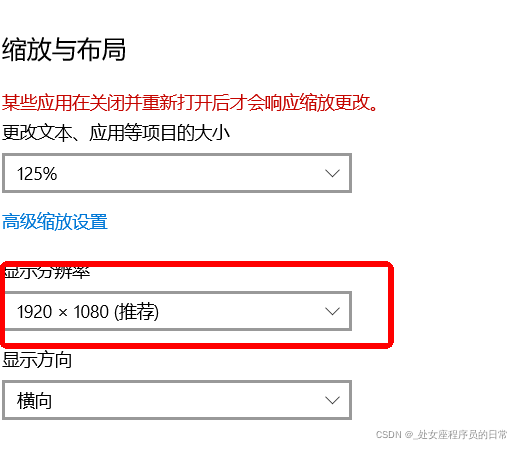 缩放与布局
某些应用在关闭并重新打开后才会响应缩放更改。
更改文本、应用等项目的大小
125%
高级缩放设置
显示分辨率
1920 × 1080 (推荐)
显示方向
横向
CSDN @_处女座程序员的日常